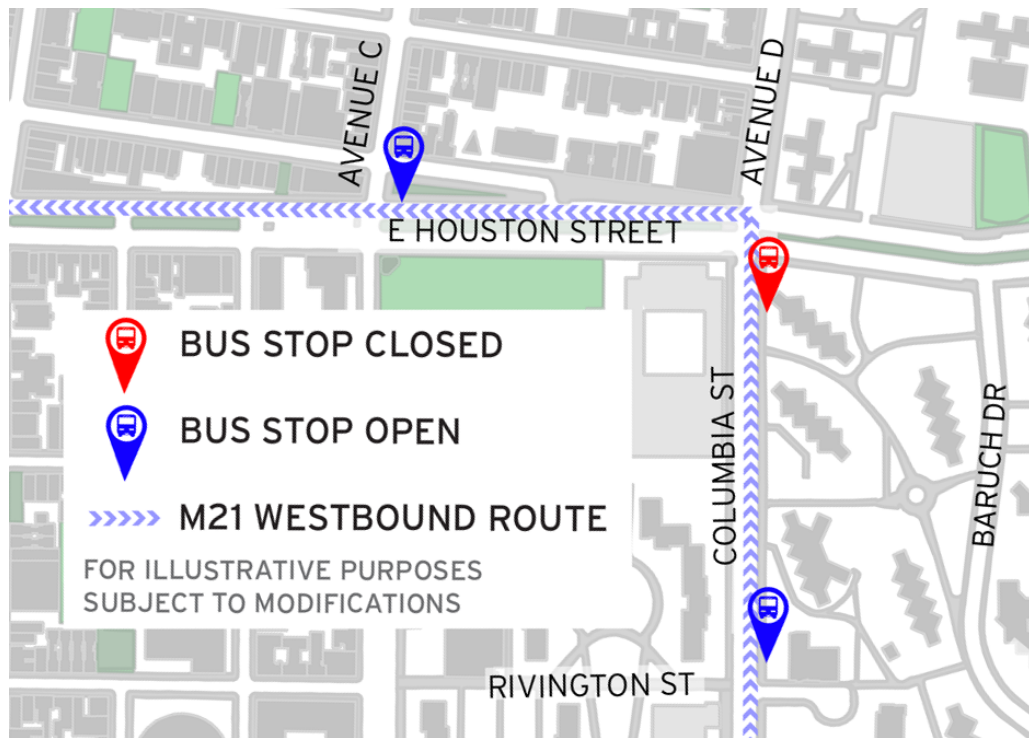 AVENUE C
AVENUE D
E HOUSTON STREET
BUS STOP CLOSED
BUS STOP OPEN
M21 WESTBOUND ROUTE
FOR ILLUSTRATIVE PURPOSES
SUBJECT TO MODIFICATIONS
COLUMBIA ST
BARUCH DR
RIVINGTON ST